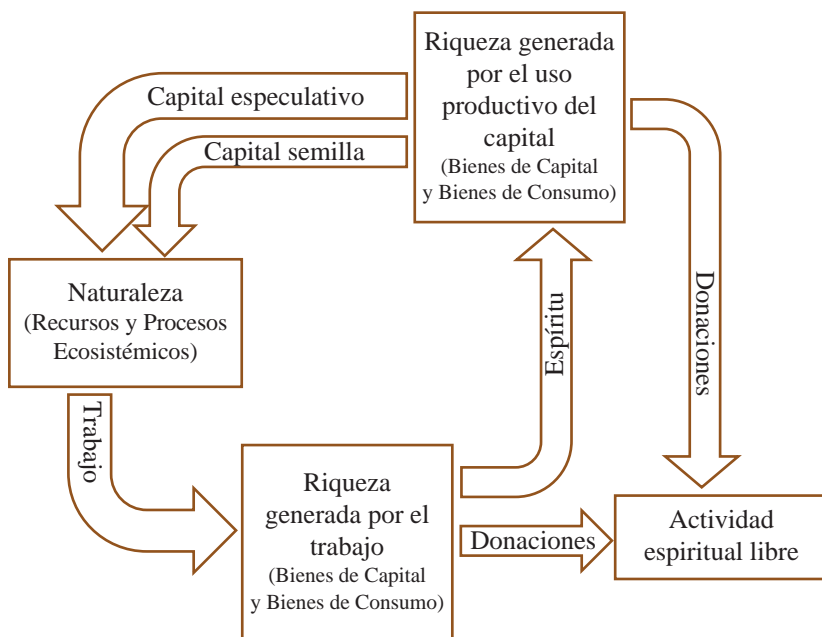 Riqueza generada
por el uso
productivo del
capital
(Bienes de Capital
y Bienes de Consumo)
Capital especulativo
Capital semilla
Naturaleza
(Recursos y Procesos
Ecosistémicos)
Trabajo
Riqueza
generada por el
trabajo
(Bienes de Capital
y Bienes de Consumo)
Espíritu
Donaciones
Donaciones
Actividad
espiritual libre